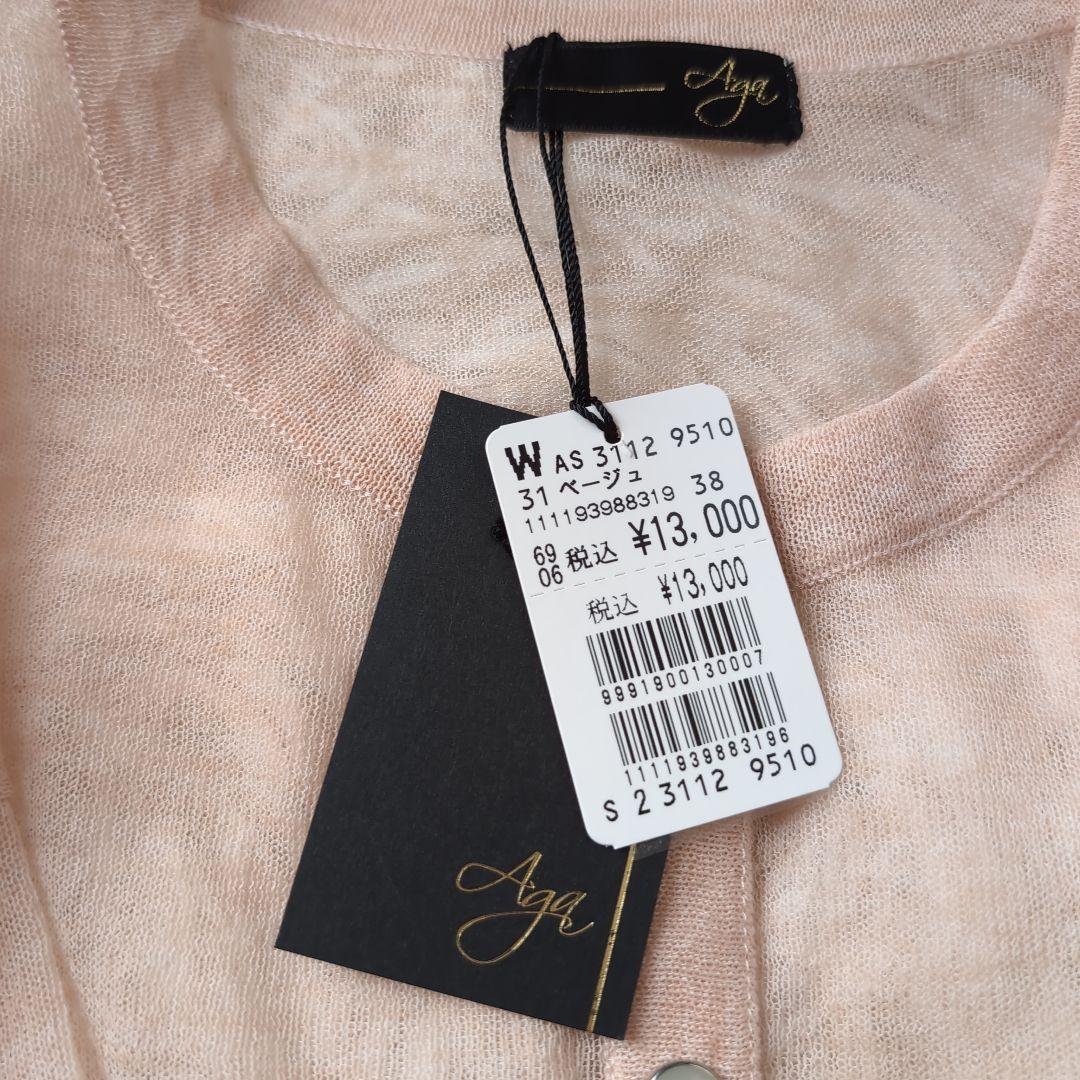 Aga
W AS 3112 9510
31 ベージュ
111193988319 38
69
06 税込 ¥13,000
税込 ¥13,000
9991900130007
1111939883196
S 2 3112 9510
Aga